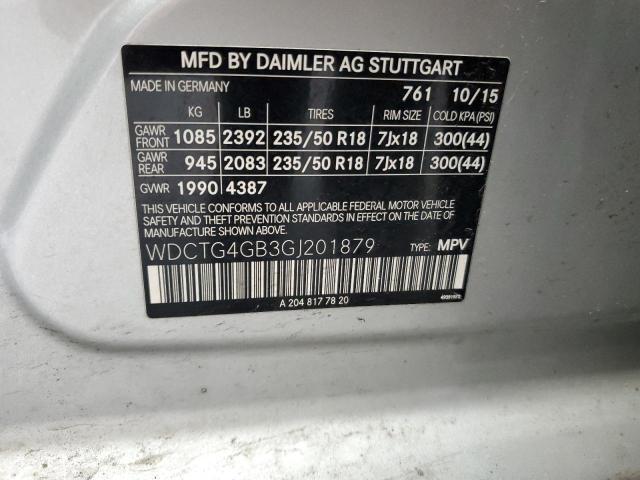 MFD BY DAIMLER AG STUTTGART
MADE IN GERMANY 761 10/15
KG LB TIRES RIM SIZE COLD KPA (PSI)
GAWR FRONT 1085 2392 235/50 R18 7Jx18 300(44)
GAWR REAR 945 2083 235/50 R18 7Jx18 300(44)
GVWR 1990 4387
THIS VEHICLE CONFORMS TO ALL APPLICABLE FEDERAL MOTOR VEHICLE
SAFETY AND THEFT PREVENTION STANDARDS IN EFFECT ON THE DATE OF
MANUFACTURE SHOWN ABOVE.
WDCTG4GB3GJ201879 TYPE: MPV
A 204 817 78 20